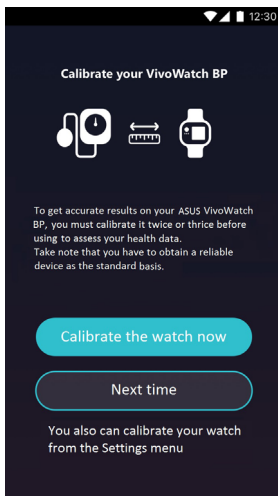 12:30
Calibrate your VivoWatch BP
To get accurate results on your ASUS VivoWatch
BP, you must calibrate it twice or thrice before
using to assess your health data.
Take note that you have to obtain a reliable
device as the standard basis.
Calibrate the watch now
Next time
You also can calibrate your watch
from the Settings menu